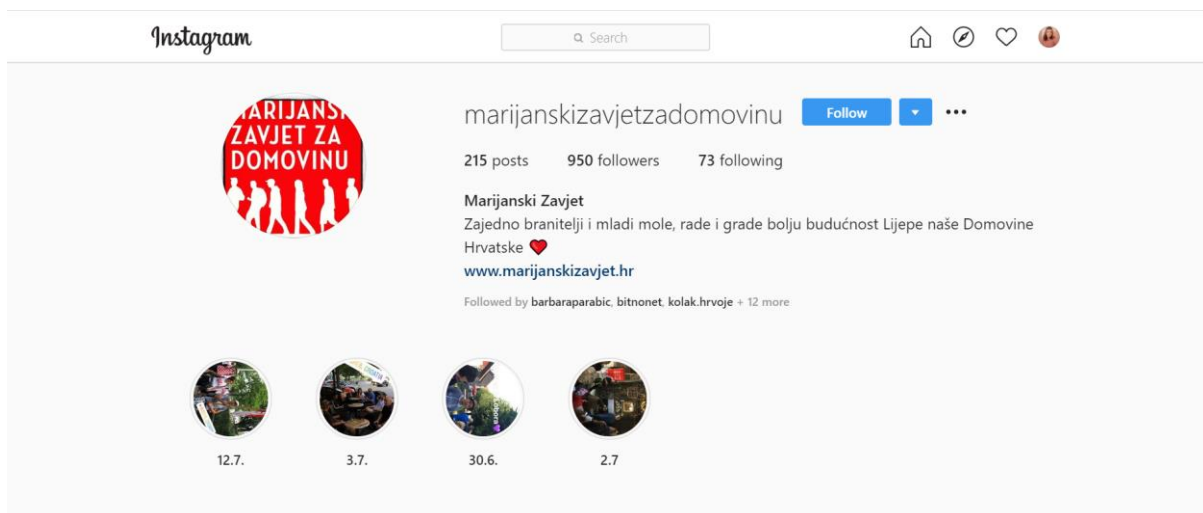 Instagram
Search
MARIJANSKI
ZAVJET ZA
DOMOVINU
marijanskizavjetzadomovinu Follow
215 posts 950 followers 73 following
Marijanski Zavjet
Zajedno branitelji i mladi mole, rade i grade bolju budućnost Lijepe naše Domovine
Hrvatske ❤
www.marijanskizavjet.hr
Followed by barbaraparabic, bitnonet, kolak.hrvoje + 12 more
12.7. 3.7. 30.6. 2.7